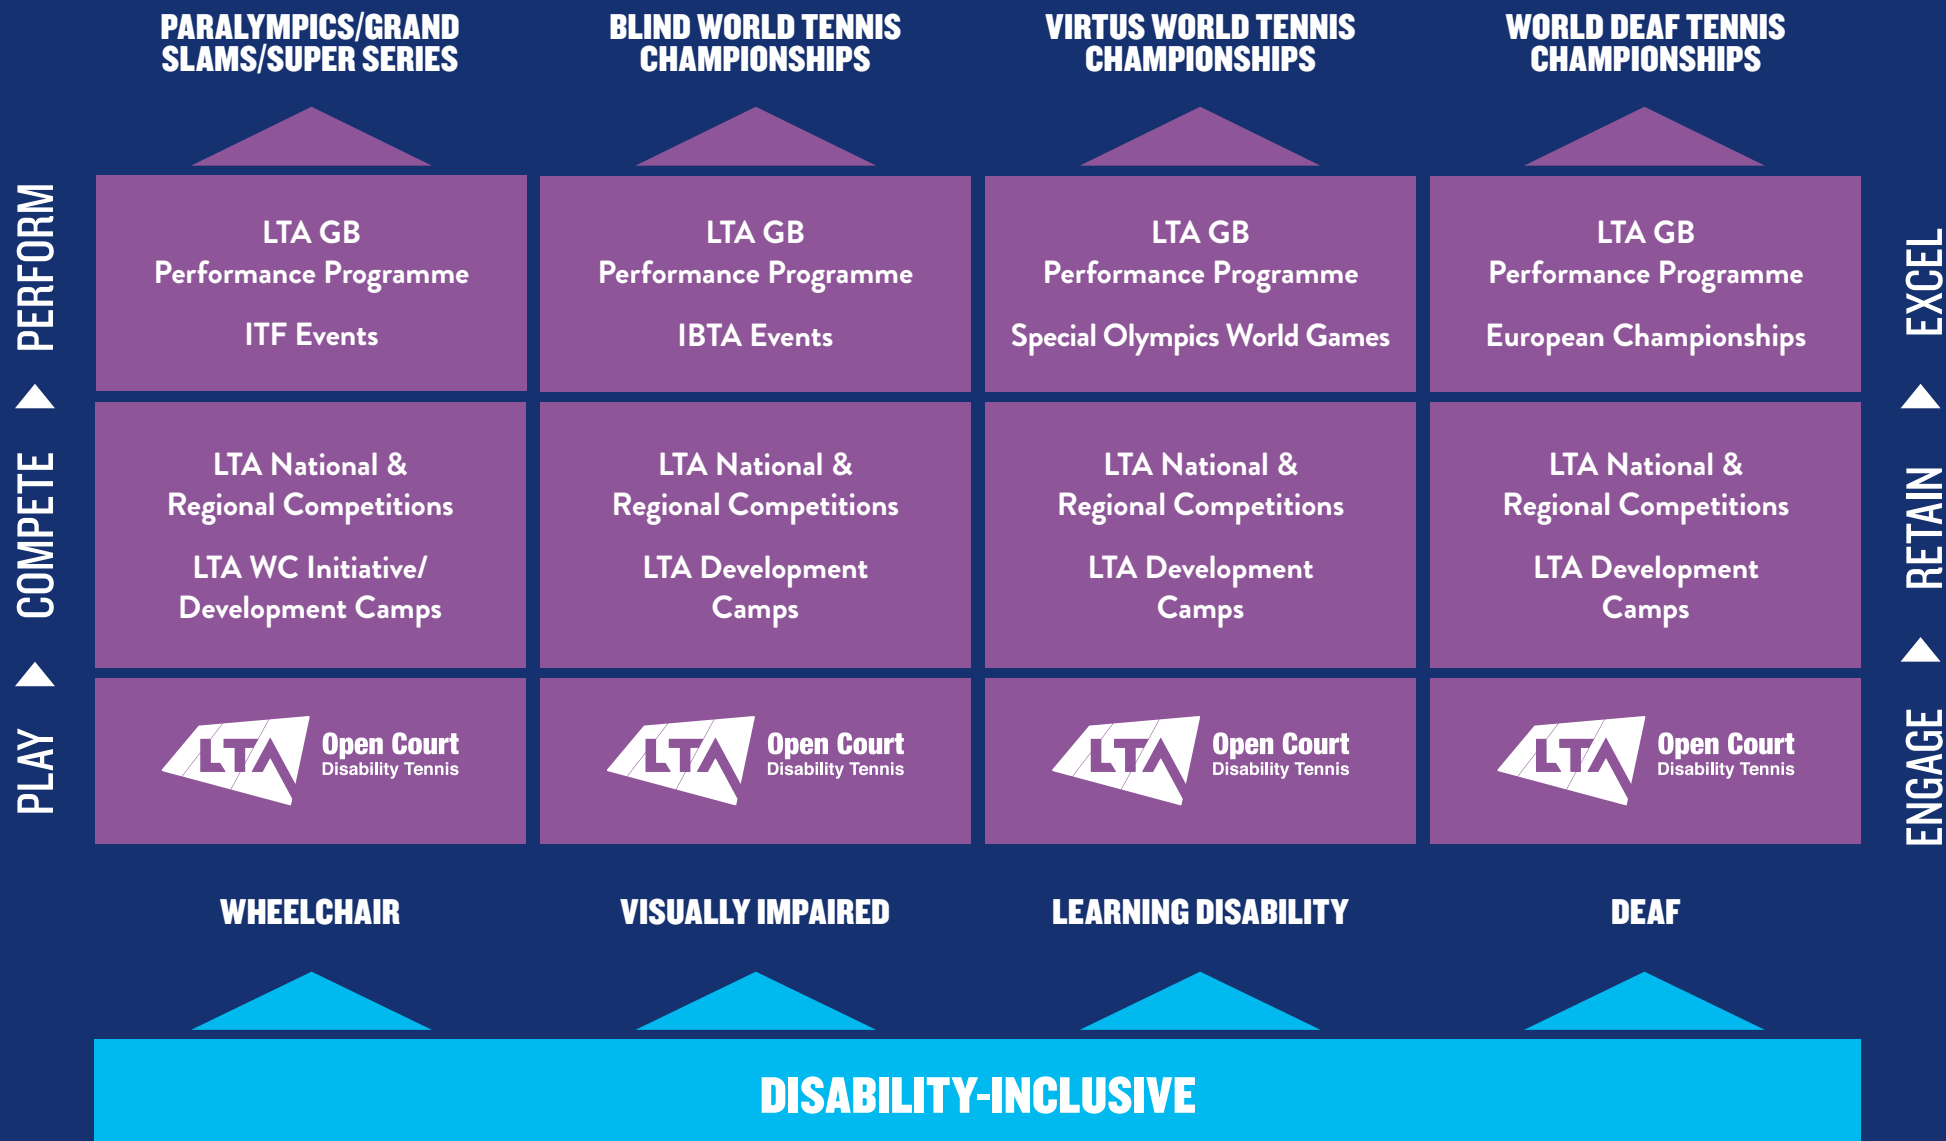 PARALYMPICS/GRAND
SLAMS/SUPER SERIES
BLIND WORLD TENNIS
CHAMPIONSHIPS
VIRTUS WORLD TENNIS
CHAMPIONSHIPS
WORLD DEAF TENNIS
CHAMPIONSHIPS
PERFORM
LTA GB
Performance Programme
ITF Events
LTA GB
Performance Programme
IBTA Events
LTA GB
Performance Programme
Special Olympics World Games
LTA GB
Performance Programme
European Championships
EXCEL
COMPETE
LTA National &
Regional Competitions
LTA WC Initiative/
Development Camps
LTA National &
Regional Competitions
LTA Development
Camps
LTA National &
Regional Competitions
LTA Development
Camps
LTA National &
Regional Competitions
LTA Development
Camps
RETAIN
PLAY
LTA
Open Court
Disability Tennis
LTA
Open Court
Disability Tennis
LTA
Open Court
Disability Tennis
LTA
Open Court
Disability Tennis
ENGAGE
WHEELCHAIR
VISUALLY IMPAIRED
LEARNING DISABILITY
DEAF
DISABILITY-INCLUSIVE